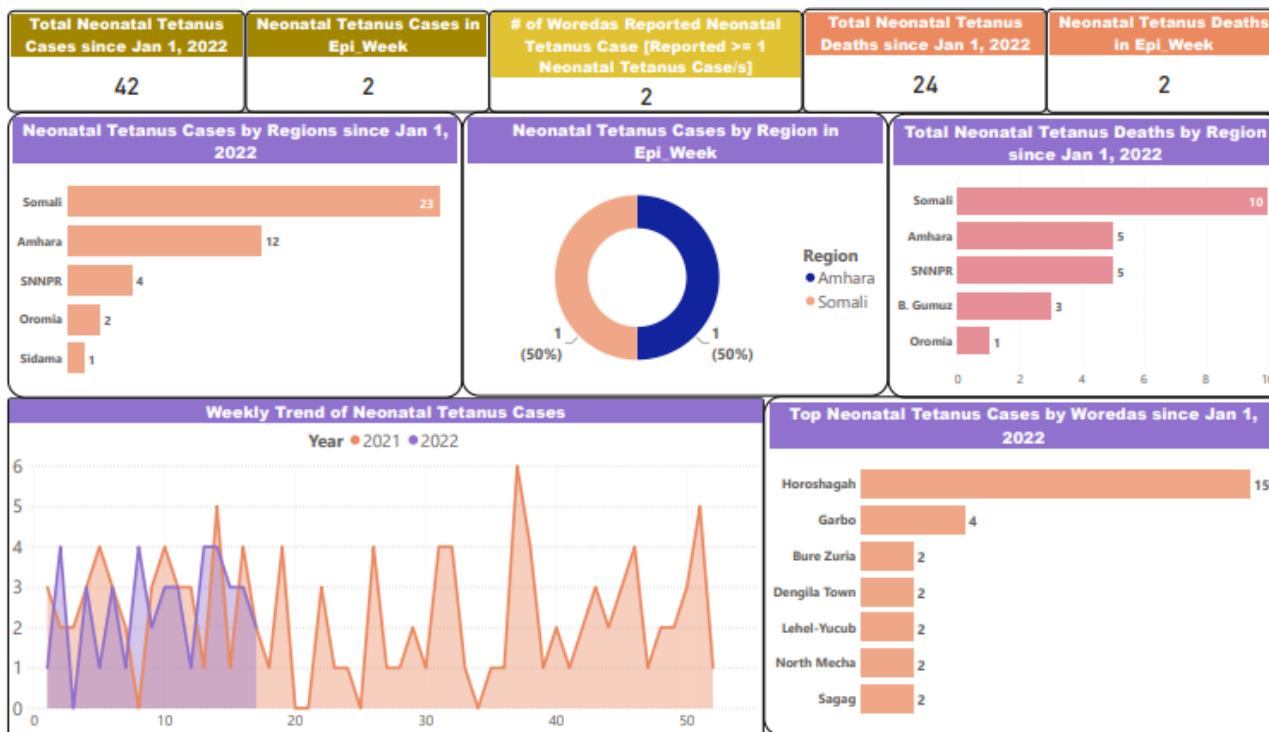 Total Neonatal Tetanus
Cases since Jan 1, 2022
42
Neonatal Tetanus Cases in
Epi_Week
2
# of Woredas Reported Neonatal
Tetanus Case [Reported >= 1
Neonatal Tetanus Case/s]
2
Total Neonatal Tetanus
Deaths since Jan 1, 2022
24
Neonatal Tetanus Deaths
in Epi_Week
2
Neonatal Tetanus Cases by Regions since Jan 1,
2022
Somali 23
Amhara 12
SNNPR 4
Oromia 2
Sidama 1
Neonatal Tetanus Cases by Region in
Epi_Week
Region
Amhara
Somali
1
(50%)
1
(50%)
Total Neonatal Tetanus Deaths by Region
since Jan 1, 2022
Somali 10
Amhara 5
SNNPR 5
B. Gumuz 3
Oromia 1
0 2 4 6 8 10
Weekly Trend of Neonatal Tetanus Cases
Year 2021 2022
6
5
4
3
2
1
0
0 10 20 30 40 50
Top Neonatal Tetanus Cases by Woredas since Jan 1,
2022
Horoshagah 15
Garbo 4
Bure Zuria 2
Dengila Town 2
Lehel-Yucub 2
North Mecha 2
Sagag 2